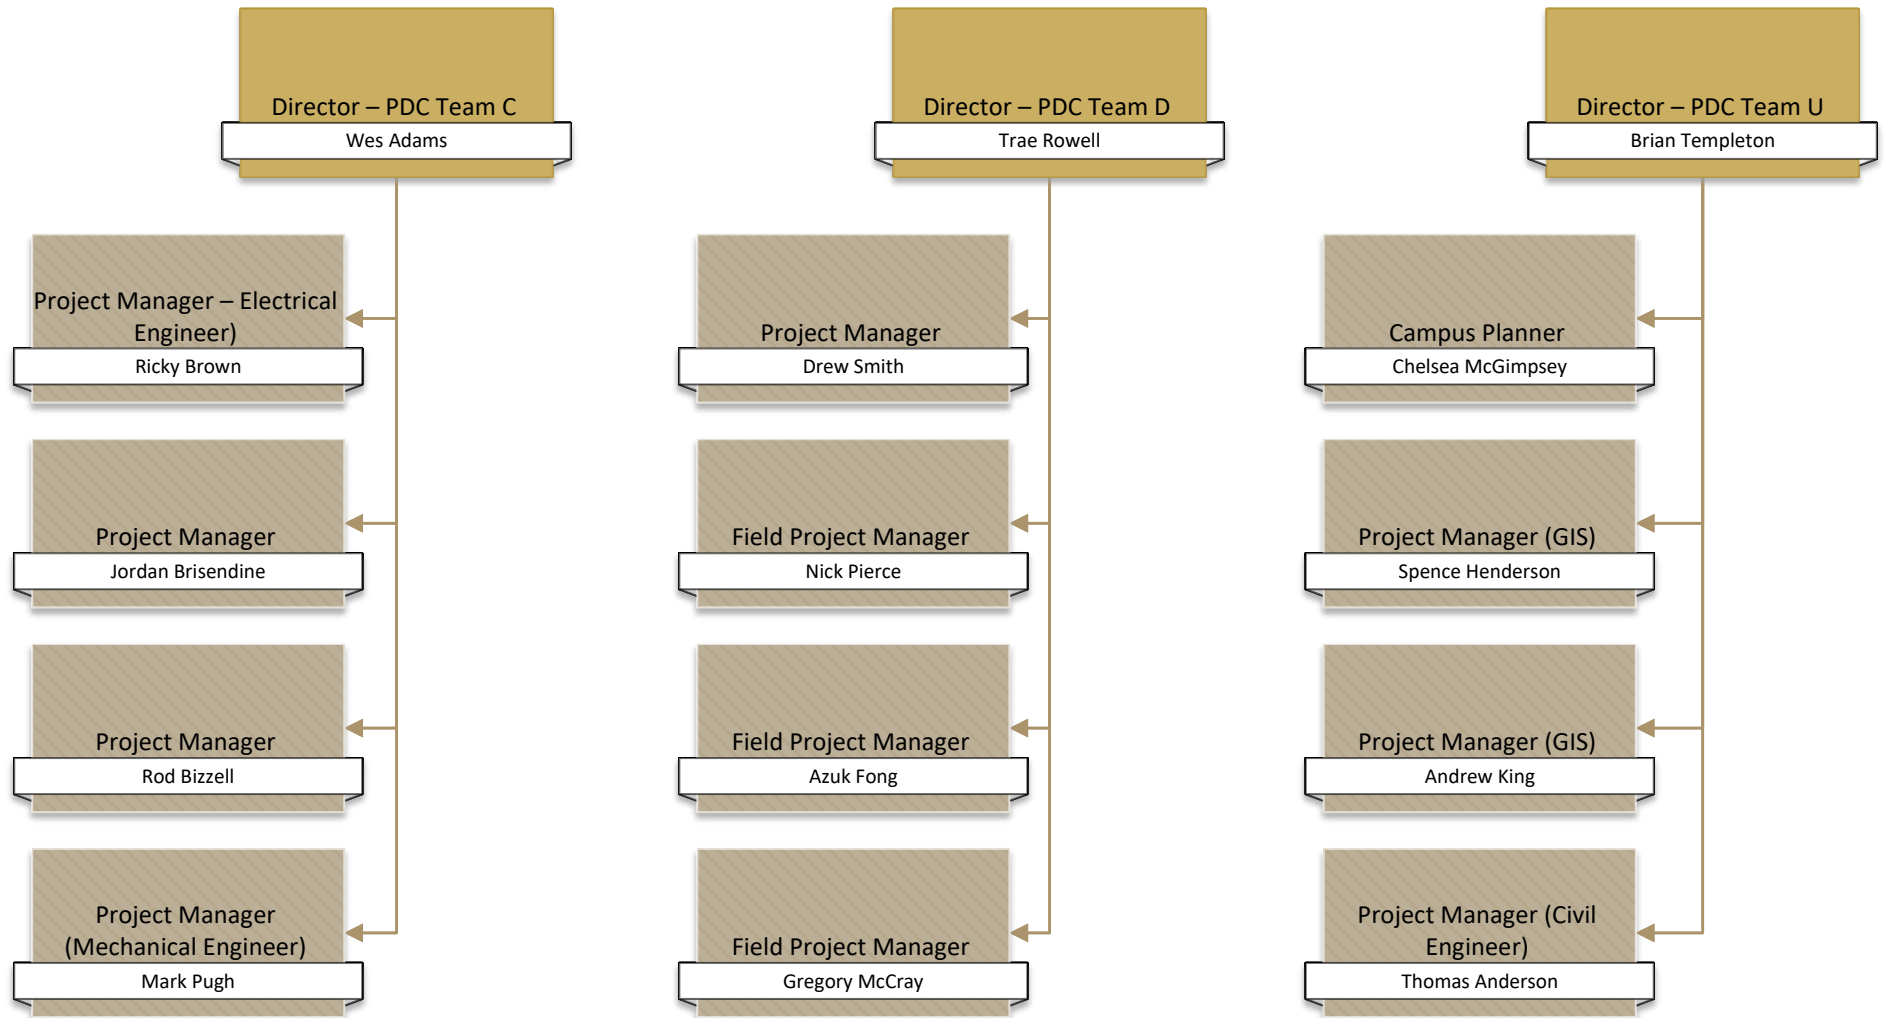 Director – PDC Team C
Wes Adams
Project Manager – Electrical
Engineer)
Ricky Brown
Project Manager
Jordan Brisendine
Project Manager
Rod Bizzell
Project Manager
(Mechanical Engineer)
Mark Pugh
Director – PDC Team D
Trae Rowell
Project Manager
Drew Smith
Field Project Manager
Nick Pierce
Field Project Manager
Azuk Fong
Field Project Manager
Gregory McCray
Director – PDC Team U
Brian Templeton
Campus Planner
Chelsea McGimpsey
Project Manager (GIS)
Spence Henderson
Project Manager (GIS)
Andrew King
Project Manager (Civil
Engineer)
Thomas Anderson